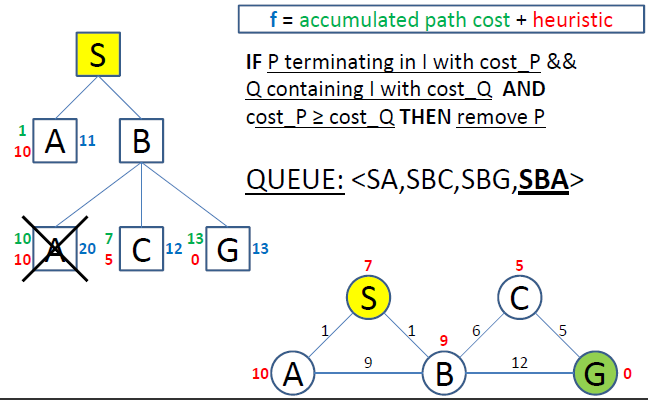 f = accumulated path cost + heuristic
S
IF P terminating in I with cost_P &&
Q containing I with cost_Q AND
cost_P ≥ cost_Q THEN remove P
1
10
A
11
B
QUEUE: <SA,SBC,SBG,SBA>
10
10
A
20
7
5
C
12
13
0
G
13
7
S
5
C
1
1
9
6
5
10
A
9
B
12
G
0